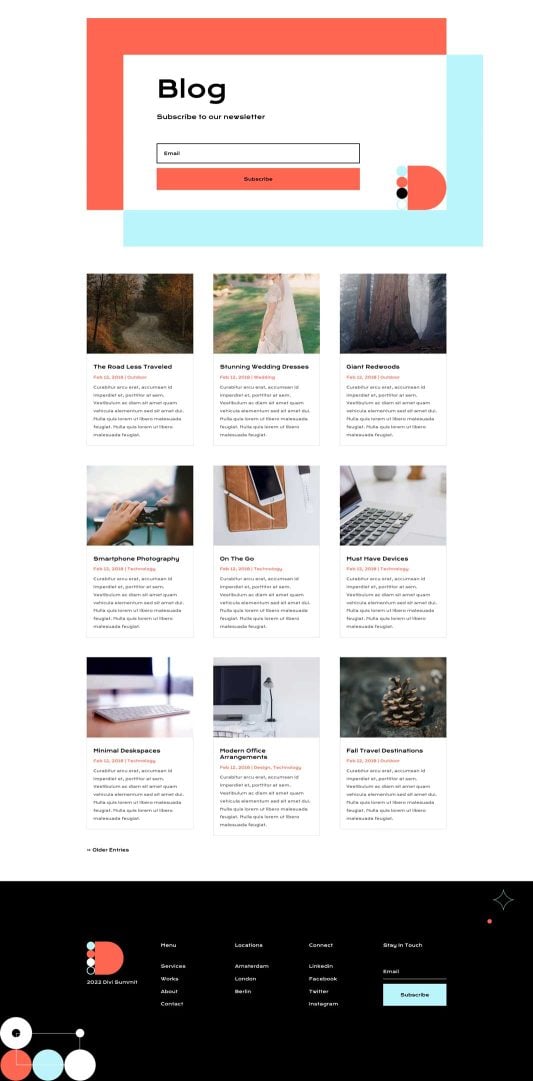 Blog
Subscribe to our newsletter
Email
Subscribe
The Road Less Traveled
Feb 12, 2018 | Outdoor
Curabitur arcu erat, accumsan id
imperdiet et, porttitor at sem.
Vestibulum ac diam sit amet quam
vehicula elementum sed sit amet dui.
Nulla quis lorem ut libero malesuada
feugiat. Nulla quis lorem ut libero
malesuada feugiat.
Stunning Wedding Dresses
Feb 12, 2018 | Wedding
Curabitur arcu erat, accumsan id
imperdiet et, porttitor at sem.
Vestibulum ac diam sit amet quam
vehicula elementum sed sit amet dui.
Nulla quis lorem ut libero malesuada
feugiat. Nulla quis lorem ut libero
malesuada feugiat.
Giant Redwoods
Feb 12, 2018 | Outdoor
Curabitur arcu erat, accumsan id
imperdiet et, porttitor at sem.
Vestibulum ac diam sit amet quam
vehicula elementum sed sit amet dui.
Nulla quis lorem ut libero malesuada
feugiat. Nulla quis lorem ut libero
malesuada feugiat.
Smartphone Photography
Feb 12, 2018 | Technology
Curabitur arcu erat, accumsan id
imperdiet et, porttitor at sem.
Vestibulum ac diam sit amet quam
vehicula elementum sed sit amet dui.
Nulla quis lorem ut libero malesuada
feugiat. Nulla quis lorem ut libero
malesuada feugiat.
On The Go
Feb 12, 2018 | Technology
Curabitur arcu erat, accumsan id
imperdiet et, porttitor at sem.
Vestibulum ac diam sit amet quam
vehicula elementum sed sit amet dui.
Nulla quis lorem ut libero malesuada
feugiat. Nulla quis lorem ut libero
malesuada feugiat.
Must Have Devices
Feb 12, 2018 | Technology
Curabitur arcu erat, accumsan id
imperdiet et, porttitor at sem.
Vestibulum ac diam sit amet quam
vehicula elementum sed sit amet dui.
Nulla quis lorem ut libero malesuada
feugiat. Nulla quis lorem ut libero
malesuada feugiat.
Minimal Deskspaces
Feb 12, 2018 | Technology
Curabitur arcu erat, accumsan id
imperdiet et, porttitor at sem.
Vestibulum ac diam sit amet quam
vehicula elementum sed sit amet dui.
Nulla quis lorem ut libero malesuada
feugiat. Nulla quis lorem ut libero
malesuada feugiat.
Modern Office
Arrangements
Feb 12, 2018 | Design, Technology
Curabitur arcu erat, accumsan id
imperdiet et, porttitor at sem.
Vestibulum ac diam sit amet quam
vehicula elementum sed sit amet dui.
Nulla quis lorem ut libero malesuada
feugiat. Nulla quis lorem ut libero
malesuada feugiat.
Fall Travel Destinations
Feb 12, 2018 | Outdoor
Curabitur arcu erat, accumsan id
imperdiet et, porttitor at sem.
Vestibulum ac diam sit amet quam
vehicula elementum sed sit amet dui.
Nulla quis lorem ut libero malesuada
feugiat. Nulla quis lorem ut libero
malesuada feugiat.
« Older Entries
2022 Divi Summit
Menu
Services
Works
About
Contact
Locations
Amsterdam
London
Berlin
Connect
Linkedin
Facebook
Twitter
Instagram
Stay in Touch
Email
Subscribe